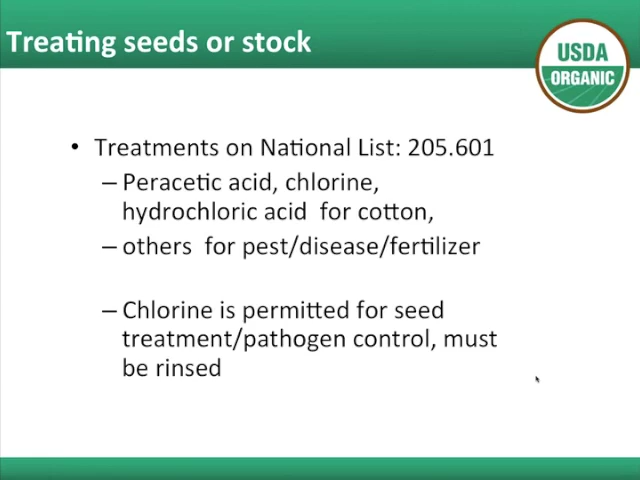 Treating seeds or stock
USDA
ORGANIC
• Treatments on National List: 205.601
– Peracetic acid, chlorine,
hydrochloric acid for cotton,
– others for pest/disease/fertilizer
– Chlorine is permitted for seed
treatment/pathogen control, must
be rinsed